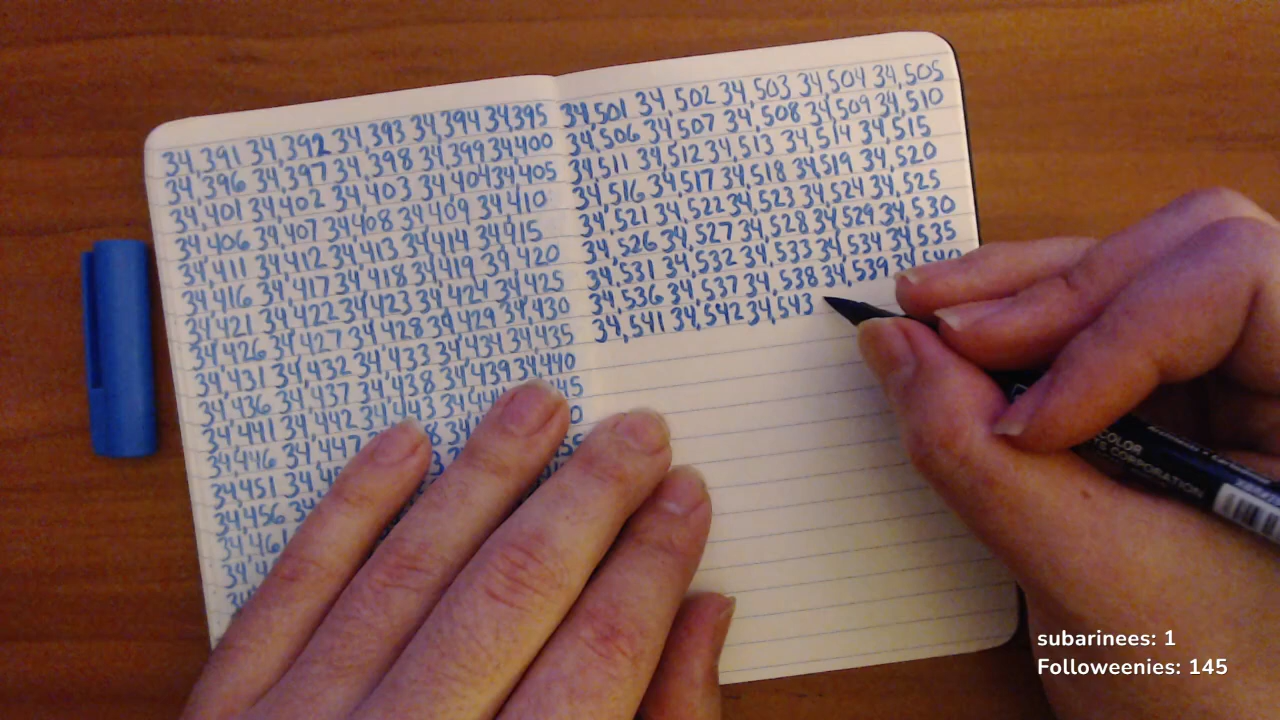 34,391 34,392 34,393 34,394 34,395
34,396 34,397 34,398 34,399 34,400
34,401 34,402 34,403 34,404 34,405
34,406 34,407 34,408 34,409 34,410
34,411 34,412 34,413 34,414 34,415
34,416 34,417 34,418 34,419 34,420
34,421 34,422 34,423 34,424 34,425
34,426 34,427 34,428 34,429 34,430
34,431 34,432 34,433 34,434 34,435
34,436 34,437 34,438 34,439 34,440
34,441 34,442 34,443 34,444 45
34,446 34,447
34,451
34,456
34,461
34,501 34,502 34,503 34,504 34,505
34,506 34,507 34,508 34,509 34,510
34,511 34,512 34,513 34,514 34,515
34,516 34,517 34,518 34,519 34,520
34,521 34,522 34,523 34,524 34,525
34,526 34,527 34,528 34,529 34,530
34,531 34,532 34,533 34,534 34,535
34,536 34,537 34,538 34,539 34,540
34,541 34,542 34,543
COLOR
CORPORATION
subarinees: 1
Followeenies: 145